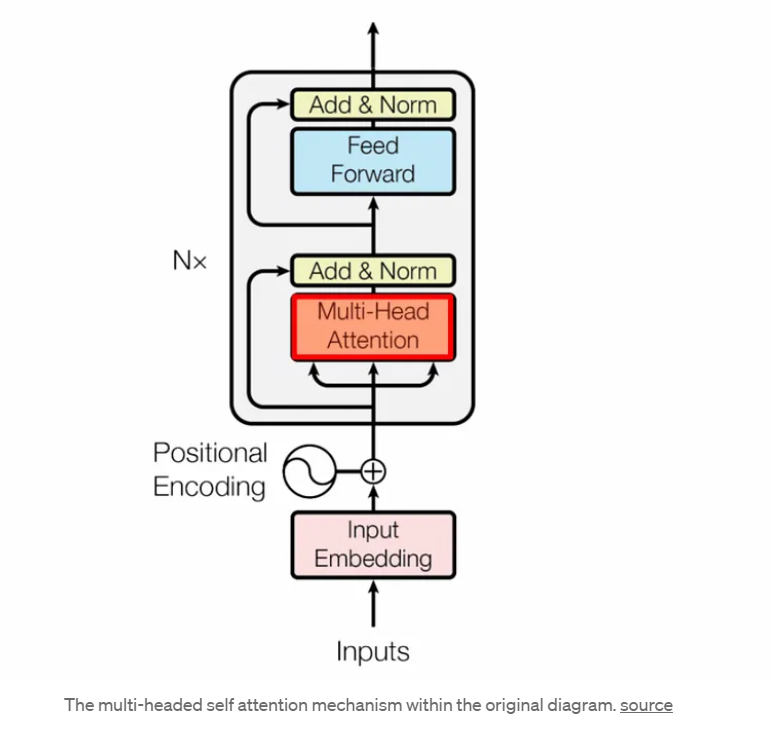 Add & Norm
Feed
Forward
Nx
Add & Norm
Multi-Head
Attention
Positional
Encoding
Input
Embedding
Inputs
The multi-headed self attention mechanism within the original diagram. source